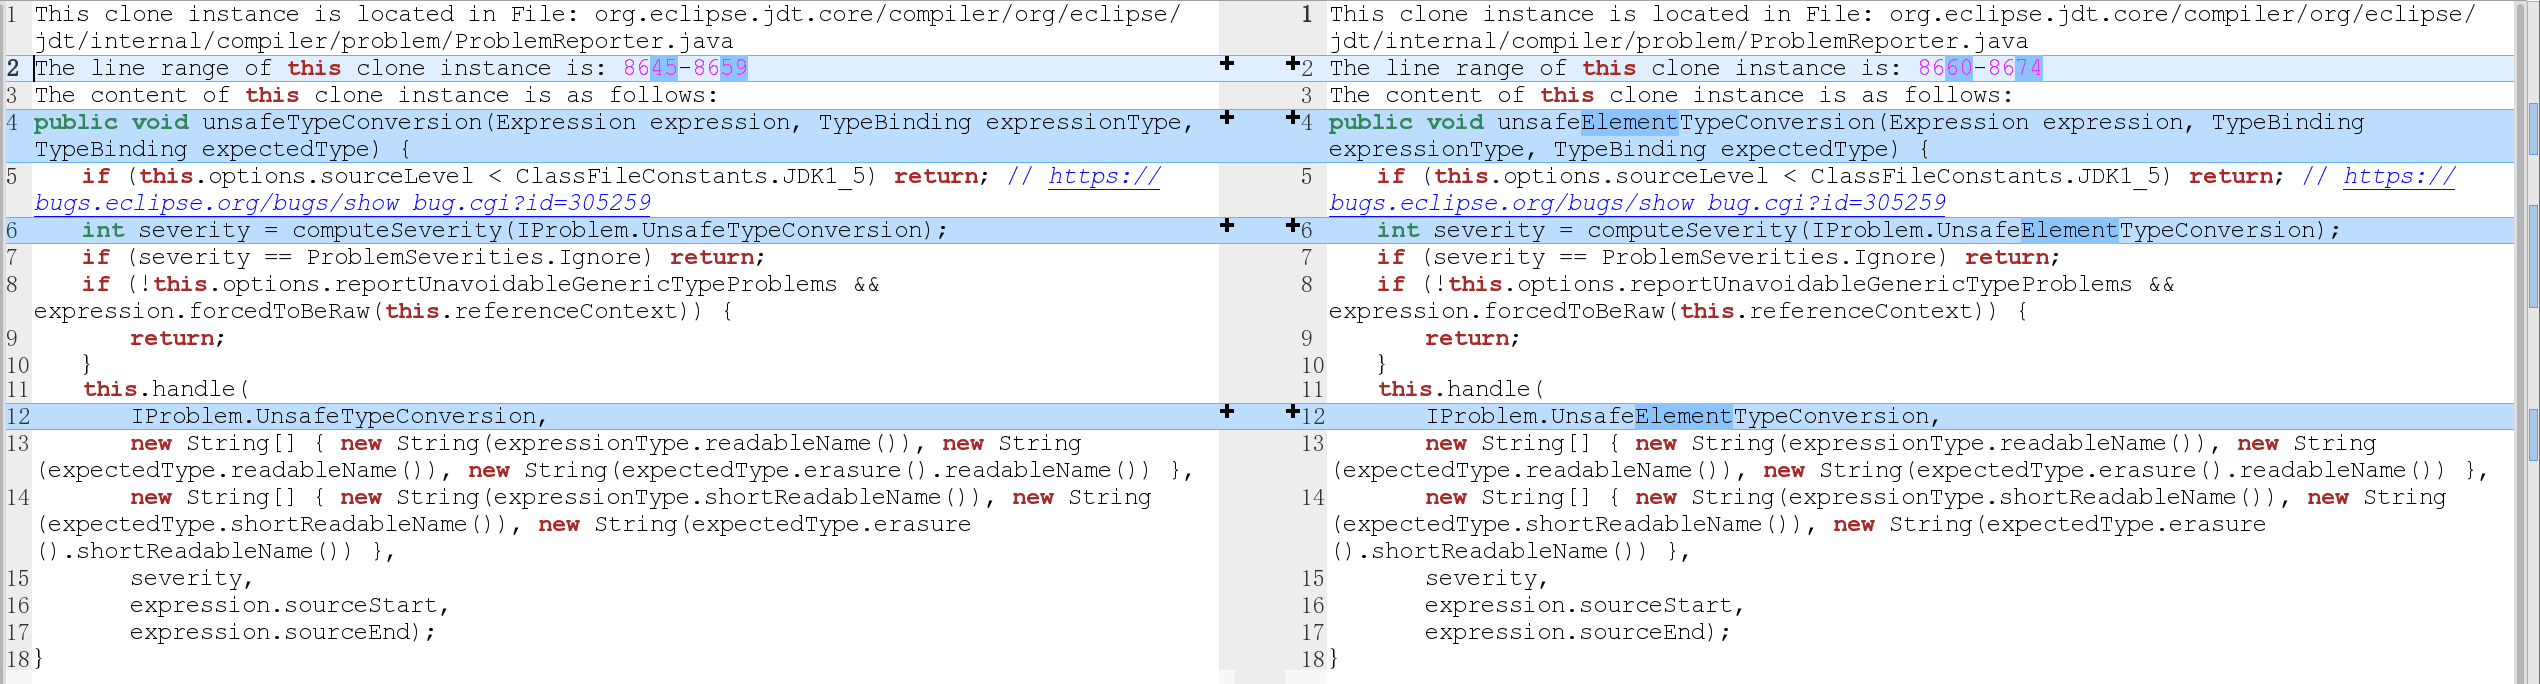 1 This clone instance is located in File: org.eclipse.jdt.core/compiler/org/eclipse/
jdt/internal/compiler/problem/ProblemReporter.java
2 The line range of this clone instance is: 8645-8659
3 The content of this clone instance is as follows:
4 public void unsafeTypeConversion(Expression expression, TypeBinding expressionType,
TypeBinding expectedType) {
5 if (this.options.sourceLevel < ClassFileConstants.JDK1_5) return; // https://
bugs.eclipse.org/bugs/show_bug.cgi?id=305259
6 int severity = computeSeverity(IProblem.UnsafeTypeConversion);
7 if (severity == ProblemSeverities.Ignore) return;
8 if (!this.options.reportUnavoidableGenericTypeProblems &&
expression.forcedToBeRaw(this.referenceContext)) {
9 return;
10 }
11 this.handle(
12 IProblem.UnsafeTypeConversion,
13 new String[] { new String(expressionType.readableName()), new String
(expectedType.readableName()), new String(expectedType.erasure().readableName()) },
14 new String[] { new String(expressionType.shortReadableName()), new String
(expectedType.shortReadableName()), new String(expectedType.erasure
().shortReadableName()) },
15 severity,
16 expression.sourceStart,
17 expression.sourceEnd);
18 }
1 This clone instance is located in File: org.eclipse.jdt.core/compiler/org/eclipse/
jdt/internal/compiler/problem/ProblemReporter.java
2 The line range of this clone instance is: 8660-8674
3 The content of this clone instance is as follows:
4 public void unsafeElementTypeConversion(Expression expression, TypeBinding
expressionType, TypeBinding expectedType) {
5 if (this.options.sourceLevel < ClassFileConstants.JDK1_5) return; // https://
bugs.eclipse.org/bugs/show_bug.cgi?id=305259
6 int severity = computeSeverity(IProblem.UnsafeElementTypeConversion);
7 if (severity == ProblemSeverities.Ignore) return;
8 if (!this.options.reportUnavoidableGenericTypeProblems &&
expression.forcedToBeRaw(this.referenceContext)) {
9 return;
10 }
11 this.handle(
12 IProblem.UnsafeElementTypeConversion,
13 new String[] { new String(expressionType.readableName()), new String
(expectedType.readableName()), new String(expectedType.erasure().readableName()) },
14 new String[] { new String(expressionType.shortReadableName()), new String
(expectedType.shortReadableName()), new String(expectedType.erasure
().shortReadableName()) },
15 severity,
16 expression.sourceStart,
17 expression.sourceEnd);
18 }